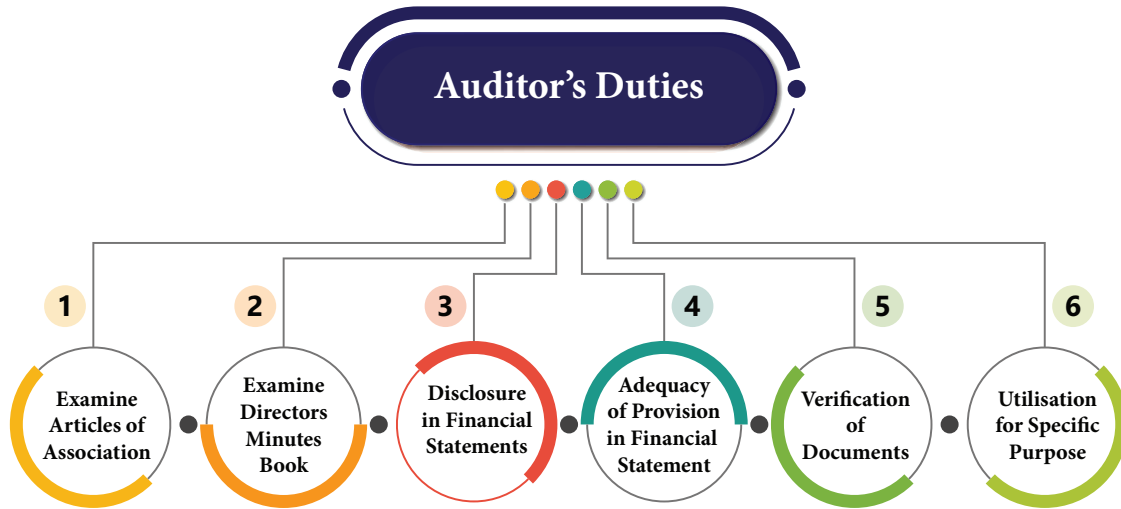 Auditor's Duties
1
Examine
Articles of
Association
2
Examine
Directors
Minutes
Book
3
Disclosure
in Financial
Statements
4
Adequacy
of Provision
in Financial
Statement
5
Verification
of
Documents
6
Utilisation
for Specific
Purpose